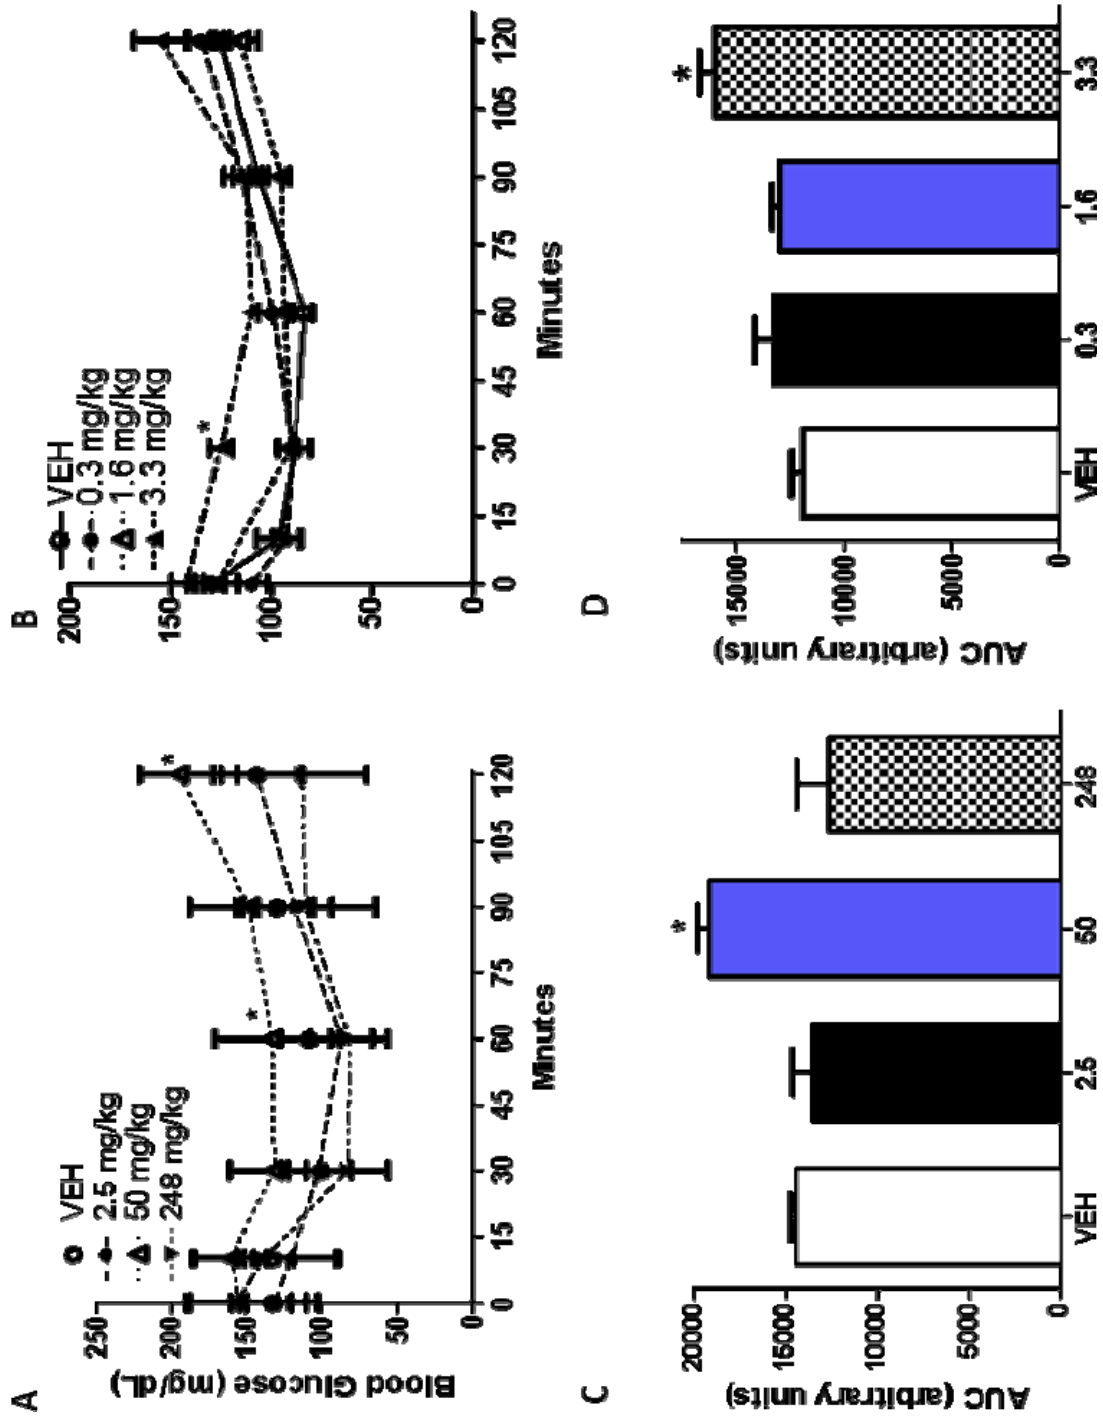 A
Blood Glucose (mg/dL)
250
200
150
100
50
0
VEH
2.5 mg/kg
50 mg/kg
248 mg/kg
*
*
0
15
30
45
60
75
90
105
120
Minutes
B
200
150
100
50
0
VEH
0.3 mg/kg
1.6 mg/kg
3.3 mg/kg
*
0
15
30
45
60
75
90
105
120
Minutes
C
AUC (arbitrary units)
20000
15000
10000
5000
0
*
VEH
2.5
50
248
D
AUC (arbitrary units)
15000
10000
5000
0
*
VEH
0.3
1.6
3.3